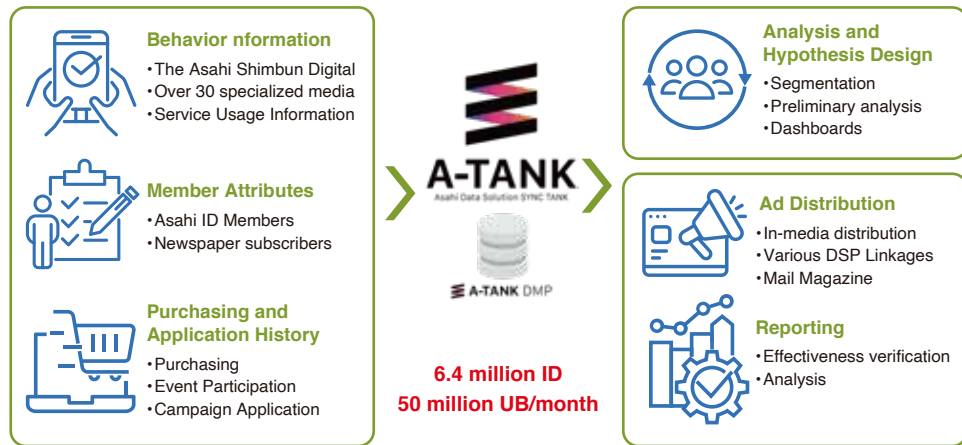 Behavior nformation
•The Asahi Shimbun Digital
•Over 30 specialized media
•Service Usage Information
Member Attributes
•Asahi ID Members
•Newspaper subscribers
Purchasing and
Application History
•Purchasing
•Event Participation
•Campaign Application
A-TANK
Asahi Data Solution SYNC TANK
A-TANK DMP
6.4 million ID
50 million UB/month
Analysis and
Hypothesis Design
•Segmentation
•Preliminary analysis
•Dashboards
Ad Distribution
•In-media distribution
•Various DSP Linkages
•Mail Magazine
Reporting
•Effectiveness verification
•Analysis